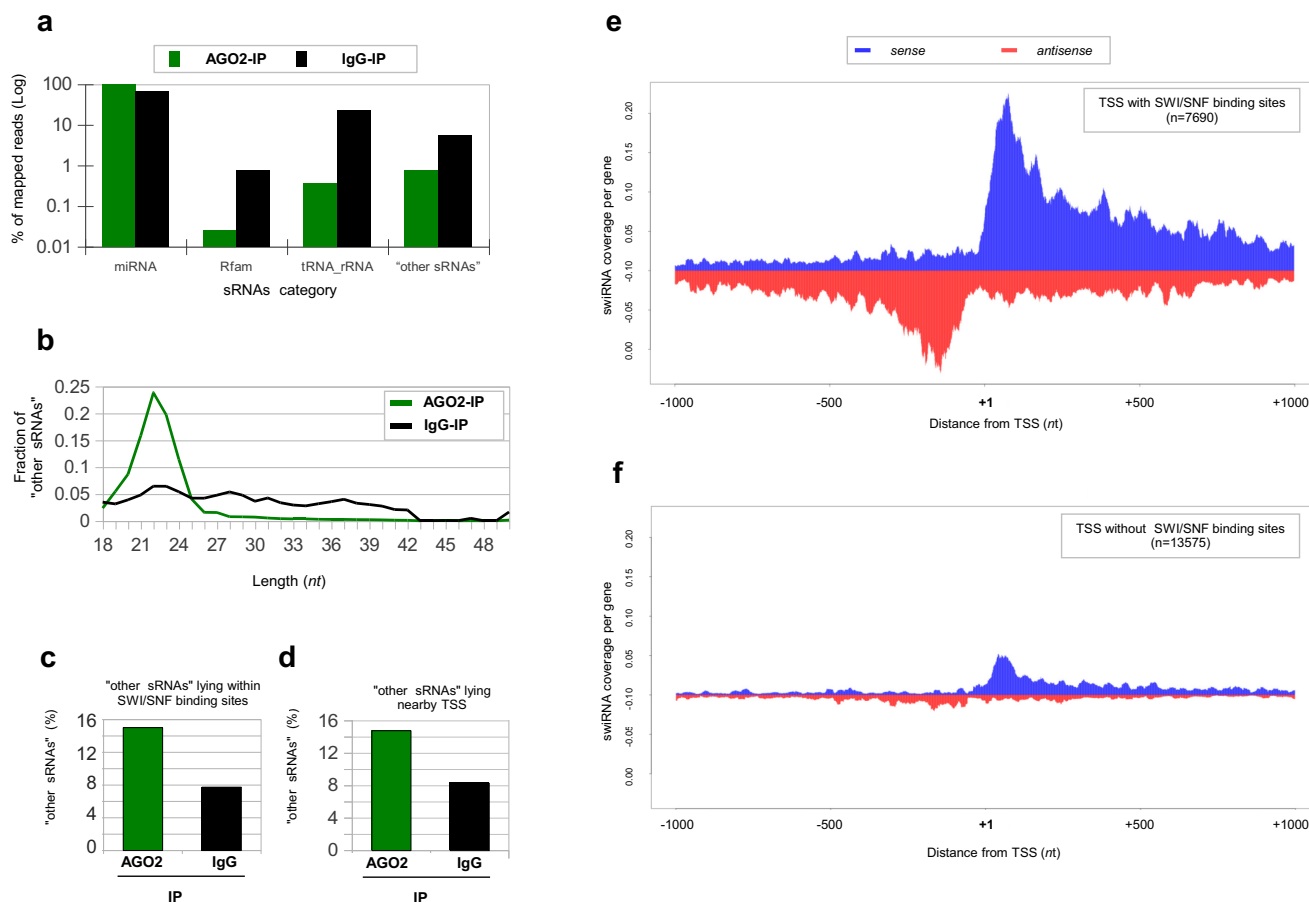 a
AGO2-IP
IgG-IP
% of mapped reads (Log)
100
10
1
0.1
0.01
miRNA
Rfam
tRNA_rRNA
“other sRNAs”
sRNAs category
b
Fraction of
"other sRNAs"
0.25
0.2
0.15
0.1
0.05
0
AGO2-IP
IgG-IP
18 21 24 27 30 33 36 39 42 45 48
Length (nt)
c
"other sRNAs" lying within
SWI/SNF binding sites
"other sRNAs" (%)
16
12
8
4
0
AGO2 IgG
IP
d
"other sRNAs" lying
nearby TSS
"other sRNAs" (%)
16
12
8
4
0
AGO2 IgG
IP
e
sense
antisense
TSS with SWI/SNF binding sites
(n=7690)
swiRNA coverage per gene
0.20
0.15
0.10
0.05
-0.10
-0.05
0.00
-1000 -500 +1 +500 +1000
Distance from TSS (nt)
f
TSS without SWI/SNF binding sites
(n=13575)
swiRNA coverage per gene
0.20
0.15
0.10
0.05
-0.10
-0.05
0.00
-1000 -500 +1 +500 +1000
Distance from TSS (nt)